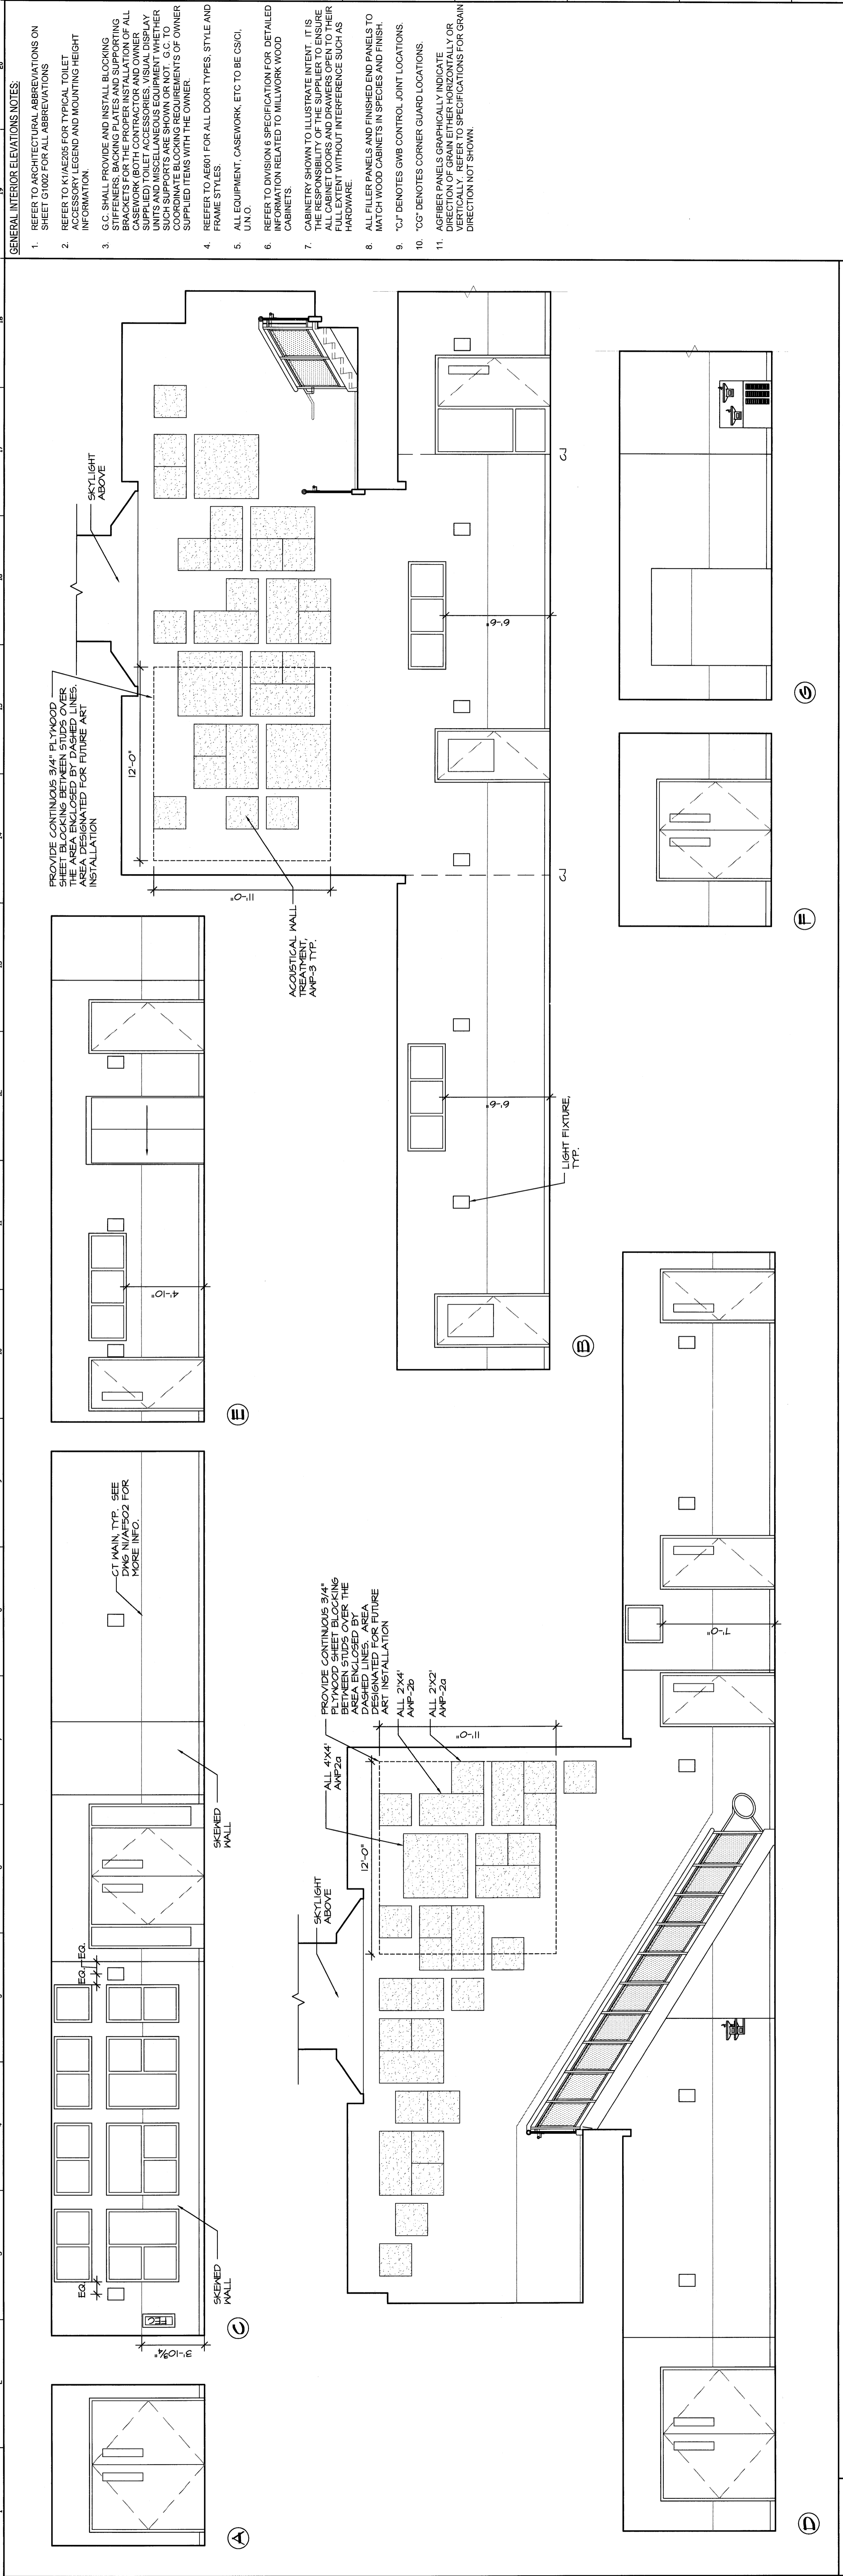 GENERAL INTERIOR ELEVATIONS NOTES:
1. REFER TO ARCHITECTURAL ABBREVIATIONS ON
SHEET G1002 FOR ALL ABBREVIATIONS
2. REFER TO K1/AE205 FOR TYPICAL TOILET
ACCESSORY LEGEND AND MOUNTING HEIGHT
INFORMATION.
3. G.C. SHALL PROVIDE AND INSTALL BLOCKING
STIFFENERS, BACKING PLATES AND SUPPORTING
BRACKETS FOR THE PROPER INSTALLATION OF ALL
CASEWORK (BOTH CONTRACTOR AND OWNER
SUPPLIED) TOILET ACCESSORIES, VISUAL DISPLAY
UNITS AND MISCELLANEOUS EQUIPMENT WHETHER
SUCH SUPPORTS ARE SHOWN OR NOT. G.C. TO
COORDINATE BLOCKING REQUIREMENTS OF OWNER
SUPPLIED ITEMS WITH THE OWNER.
4. REEFER TO AE601 FOR ALL DOOR TYPES, STYLE AND
FRAME STYLES.
5. ALL EQUIPMENT, CASEWORK, ETC TO BE CS/CI,
U.N.O.
6. REFER TO DIVISION 6 SPECIFICATION FOR DETAILED
INFORMATION RELATED TO MILLWORK WOOD
CABINETS.
7. CABINETRY SHOWN TO ILLUSTRATE INTENT. IT IS
THE RESPONSIBILITY OF THE SUPPLIER TO ENSURE
ALL CABINET DOORS AND DRAWERS OPEN TO THEIR
FULL EXTENT WITHOUT INTERFERENCE SUCH AS
HARDWARE.
8. ALL FILLER PANELS AND FINISHED END PANELS TO
MATCH WOOD CABINETS IN SPECIES AND FINISH.
9. "CJ" DENOTES GWB CONTROL JOINT LOCATIONS.
10. "CG" DENOTES CORNER GUARD LOCATIONS.
11. AGFIBER PANELS GRAPHICALLY INDICATE
DIRECTION OF GRAIN EITHER HORIZONTALLY OR
VERTICALLY. REFER TO SPECIFICATIONS FOR GRAIN
DIRECTION NOT SHOWN.
A
EQ.
FEC
3'-10¾"
SKEWED
WALL
EQ.
EQ.
SKEWED
WALL
CT WAIN, TYP. SEE
DWG N1/AF502 FOR
MORE INFO.
C
4'-10"
E
PROVIDE CONTINUOUS 3/4" PLYWOOD
SHEET BLOCKING BETWEEN STUDS OVER
THE AREA ENCLOSED BY DASHED LINES.
AREA DESIGNATED FOR FUTURE ART
INSTALLATION
12'-0"
11'-0"
SKYLIGHT
ABOVE
ACOUSTICAL WALL
TREATMENT,
AWP-3 TYP.
6'-6"
6'-6"
LIGHT FIXTURE,
TYP.
CJ
CJ
B
SKYLIGHT
ABOVE
12'-0"
ALL 4'X4'
AWP2a
PROVIDE CONTINUOUS 3/4"
PLYWOOD SHEET BLOCKING
BETWEEN STUDS OVER THE
AREA ENCLOSED BY
DASHED LINES. AREA
DESIGNATED FOR FUTURE
ART INSTALLATION
ALL 2'X4'
AWP-2b
ALL 2'X2'
AWP-2a
11'-0"
7'-0"
D
F
G